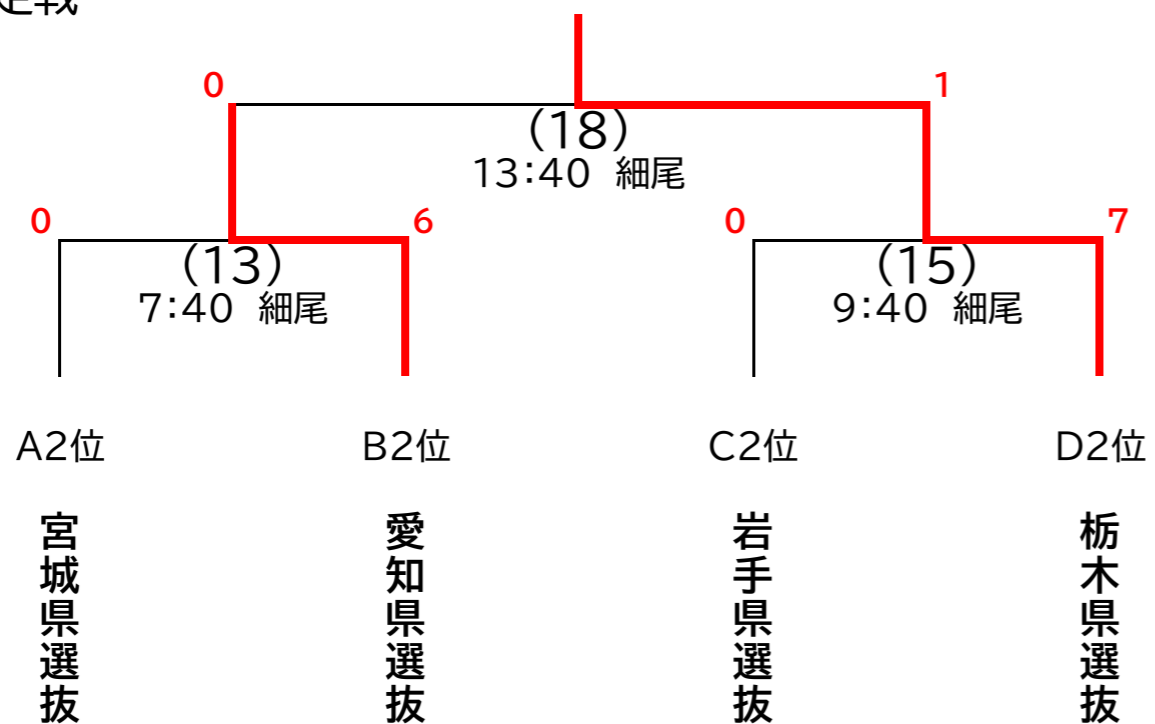 0
1
(18)
13:40 細尾
0
6
0
7
(13)
7:40 細尾
(15)
9:40 細尾
A2位
B2位
C2位
D2位
宮城県選抜
愛知県選抜
岩手県選抜
栃木県選抜